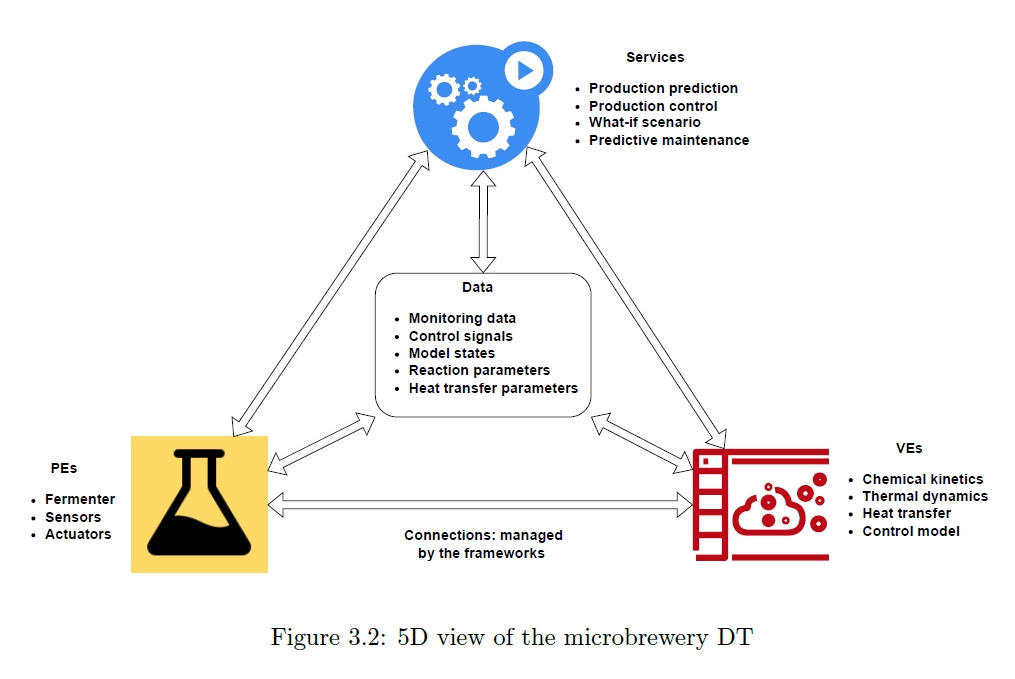 Services
• Production prediction
• Production control
• What-if scenario
• Predictive maintenance
Data
• Monitoring data
• Control signals
• Model states
• Reaction parameters
• Heat transfer parameters
PEs
• Fermenter
• Sensors
• Actuators
VEs
• Chemical kinetics
• Thermal dynamics
• Heat transfer
• Control model
Connections: managed
by the frameworks
Figure 3.2: 5D view of the microbrewery DT